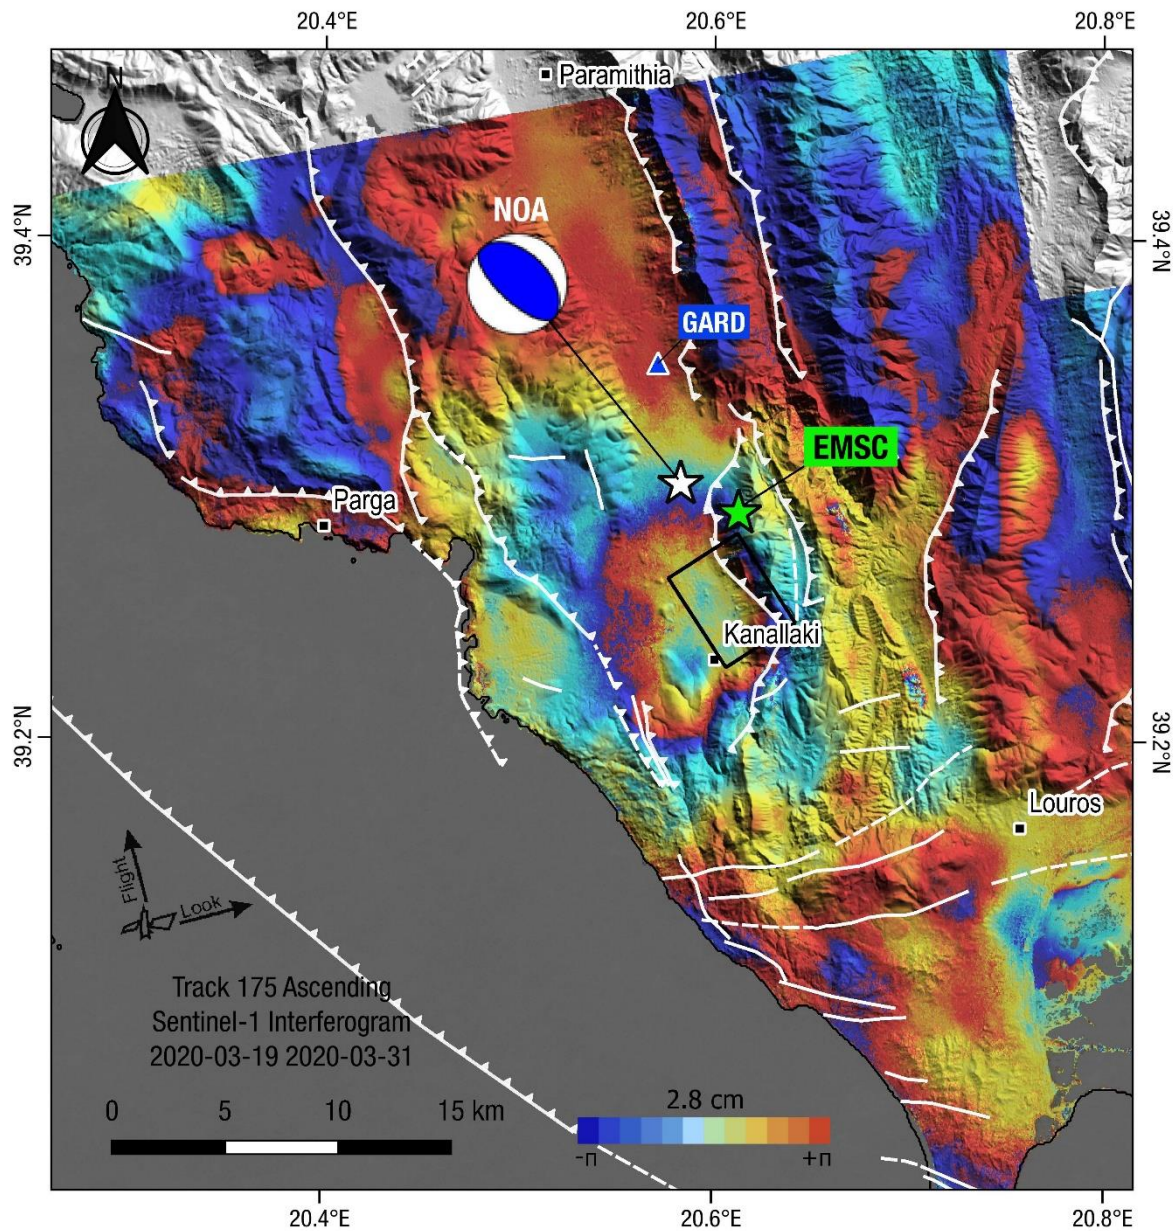 20.4°E
20.6°E
20.8°E
N
Paramithia
39.4°N
39.4°N
NOA
GARD
EMSC
Parga
Kanallaki
39.2°N
39.2°N
Louros
Flight
Look
Track 175 Ascending
Sentinel-1 Interferogram
2020-03-19 2020-03-31
0
5
10
15 km
2.8 cm
-π
+π
20.4°E
20.6°E
20.8°E